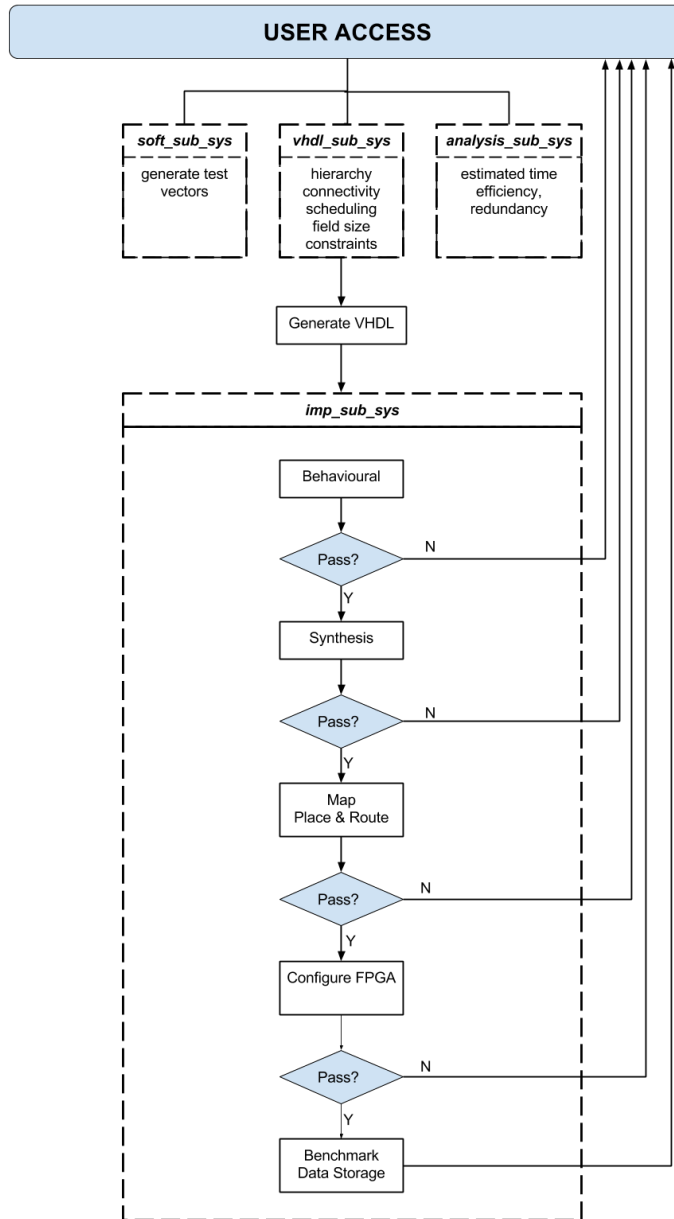 USER ACCESS
soft_sub_sys
generate test
vectors
vhdl_sub_sys
hierarchy
connectivity
scheduling
field size
constraints
analysis_sub_sys
estimated time
efficiency,
redundancy
Generate VHDL
imp_sub_sys
Behavioural
Pass?
N
Y
Synthesis
Pass?
N
Y
Map
Place & Route
Pass?
N
Y
Configure FPGA
Pass?
N
Y
Benchmark
Data Storage